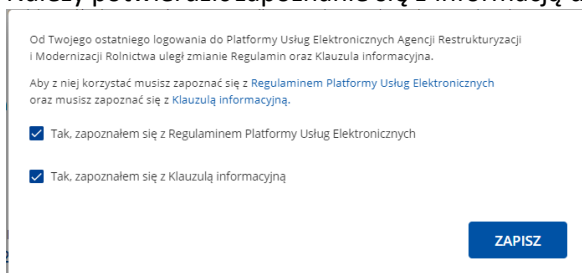 Należy potwierdzić zapoznanie się z informacją
Od Twojego ostatniego logowania do Platformy Usług Elektronicznych Agencji Restrukturyzacji
i Modernizacji Rolnictwa uległ zmianie Regulamin oraz Klauzula informacyjna.
Aby z niej korzystać musisz zapoznać się z Regulaminem Platformy Usług Elektronicznych
oraz musisz zapoznać się z Klauzulą informacyjną.
Tak, zapoznałem się z Regulaminem Platformy Usług Elektronicznych
Tak, zapoznałem się z Klauzulą informacyjną
ZAPISZ